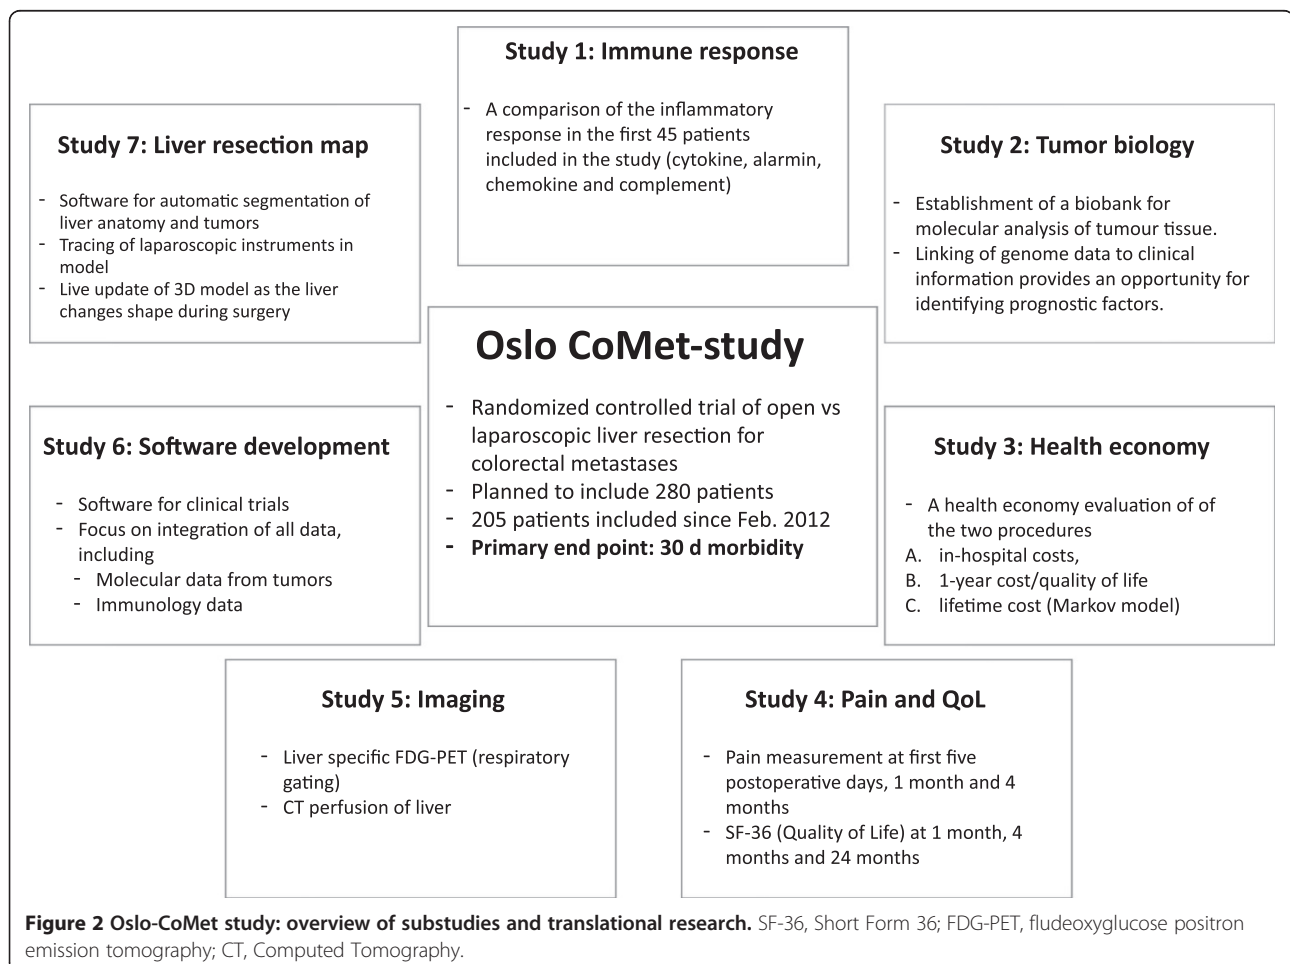 Study 1: Immune response
- A comparison of the inflammatory
response in the first 45 patients
included in the study (cytokine, alarmin,
chemokine and complement)
Study 7: Liver resection map
- Software for automatic segmentation of
liver anatomy and tumors
- Tracing of laparoscopic instruments in
model
- Live update of 3D model as the liver
changes shape during surgery
Study 2: Tumor biology
- Establishment of a biobank for
molecular analysis of tumour tissue.
- Linking of genome data to clinical
information provides an opportunity for
identifying prognostic factors.
Oslo CoMet-study
- Randomized controlled trial of open vs
laparoscopic liver resection for
colorectal metastases
- Planned to include 280 patients
- 205 patients included since Feb. 2012
- Primary end point: 30 d morbidity
Study 6: Software development
- Software for clinical trials
- Focus on integration of all data,
including
- Molecular data from tumors
- Immunology data
Study 3: Health economy
- A health economy evaluation of of
the two procedures
A. in-hospital costs,
B. 1-year cost/quality of life
C. lifetime cost (Markov model)
Study 5: Imaging
- Liver specific FDG-PET (respiratory
gating)
- CT perfusion of liver
Study 4: Pain and QoL
- Pain measurement at first five
postoperative days, 1 month and 4
months
- SF-36 (Quality of Life) at 1 month, 4
months and 24 months
Figure 2 Oslo-CoMet study: overview of substudies and translational research. SF-36, Short Form 36; FDG-PET, fludeoxyglucose positron
emission tomography; CT, Computed Tomography.